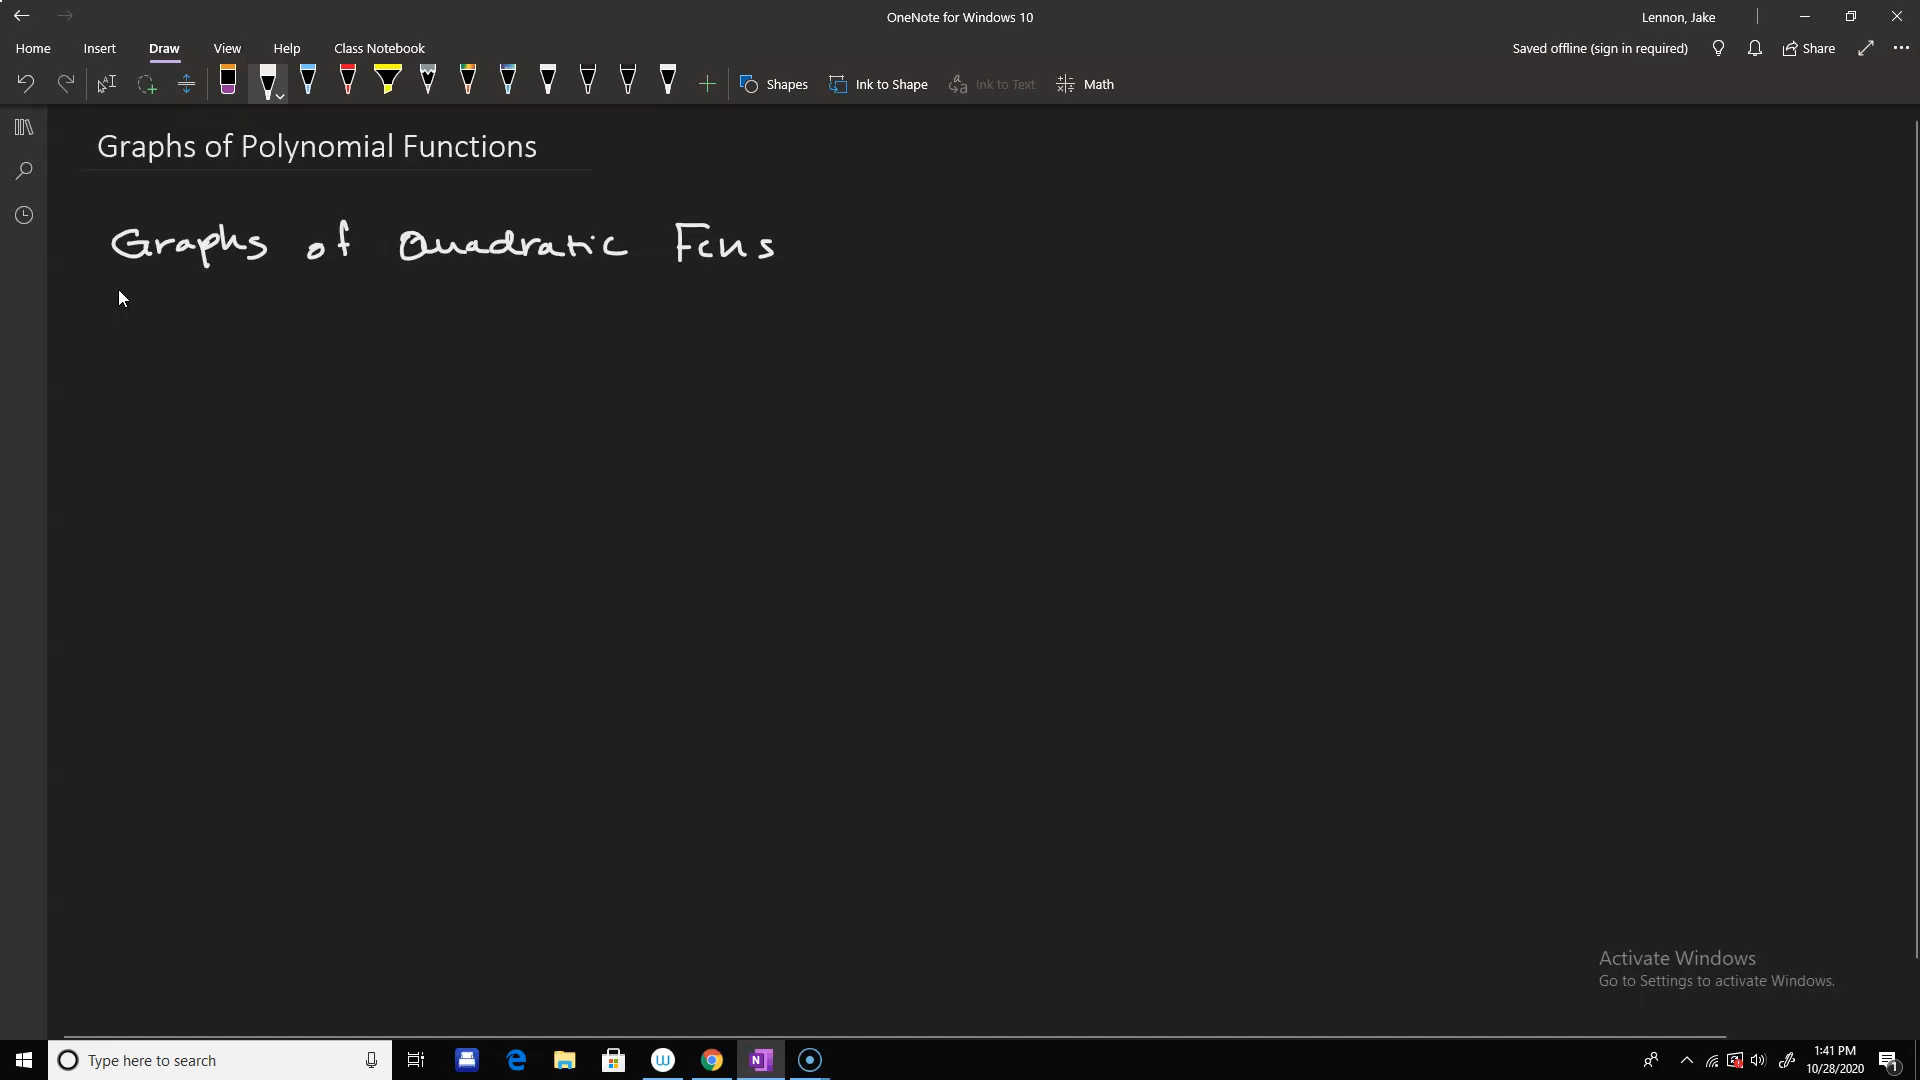 OneNote for Windows 10
Lennon, Jake
Home Insert Draw View Help Class Notebook
Saved offline (sign in required) Share
Shapes Ink to Shape Ink to Text Math
Graphs of Polynomial Functions
Graphs of Quadratic Fcns
Activate Windows
Go to Settings to activate Windows.
Type here to search
1:41 PM
10/28/2020
1